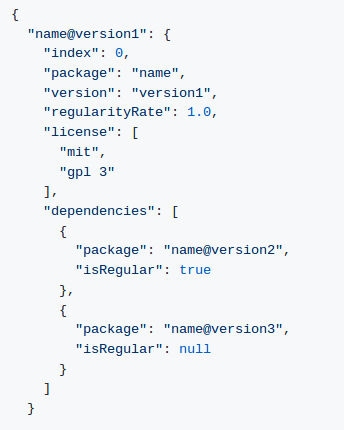 {
  "name@version1": {
    "index": 0,
    "package": "name",
    "version": "version1",
    "regularityRate": 1.0,
    "license": [
      "mit",
      "gpl 3"
    ],
    "dependencies": [
      {
        "package": "name@version2",
        "isRegular": true
      },
      {
        "package": "name@version3",
        "isRegular": null
      }
    ]
  }